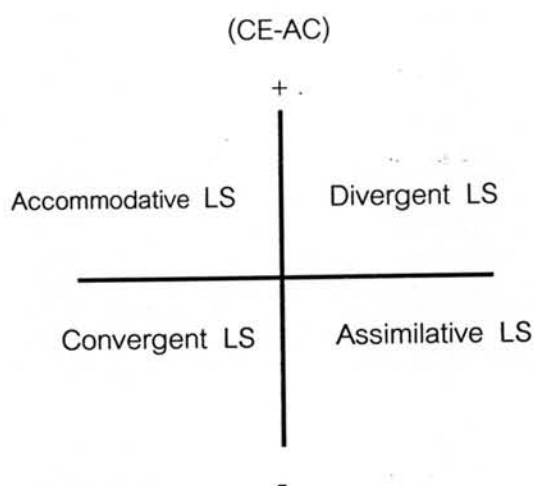 (CE-AC)
+
Accommodative LS
Divergent LS
Convergent LS
Assimilative LS
-